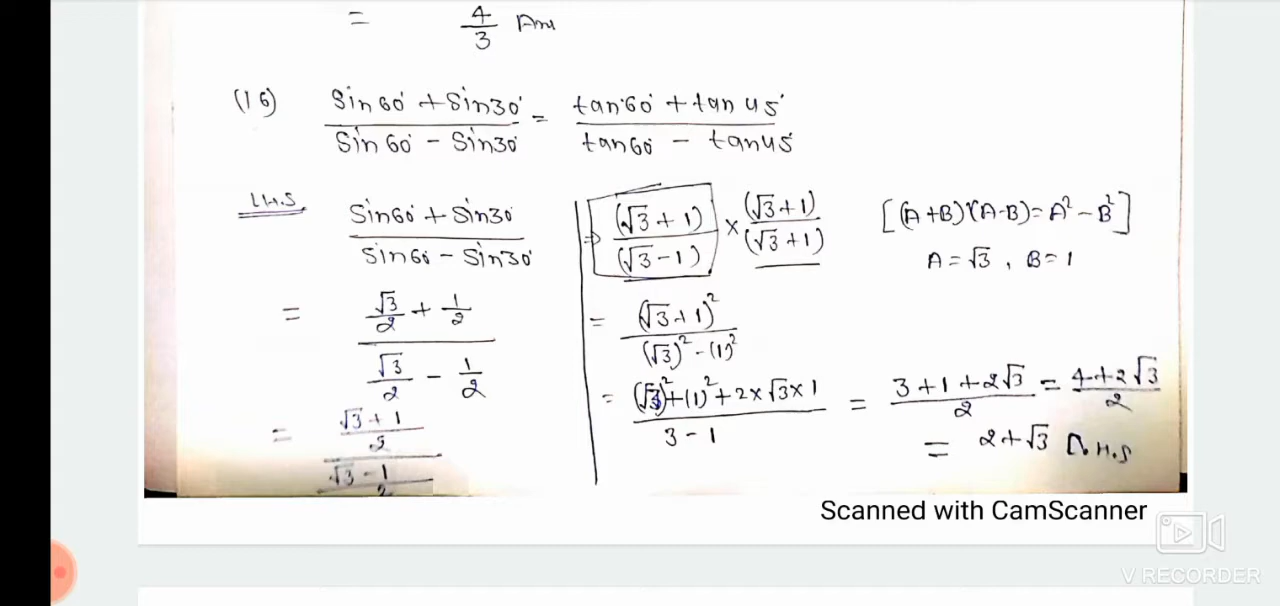 = 4/3 Ans
(16) (sin60° + sin30°)/(sin60° - sin30°) = (tan60° + tan45°)/(tan60° - tan45°)
L.H.S (sin60° + sin30°)/(sin60° - sin30°)
= (√3/2 + 1/2)/(√3/2 - 1/2)
= ((√3 + 1)/2)/((√3 - 1)/2)
⇒ (√3 + 1)/(√3 - 1) × (√3 + 1)/(√3 + 1) [(A+B)(A-B) = A² - B²]
A = √3 , B = 1
= (√3 + 1)²/((√3)² - (1)²)
= ((√3)² + (1)² + 2 × √3 × 1)/(3 - 1) = (3 + 1 + 2√3)/2 = (4 + 2√3)/2
= 2 + √3 R.H.S
Scanned with CamScanner
V RECORDER